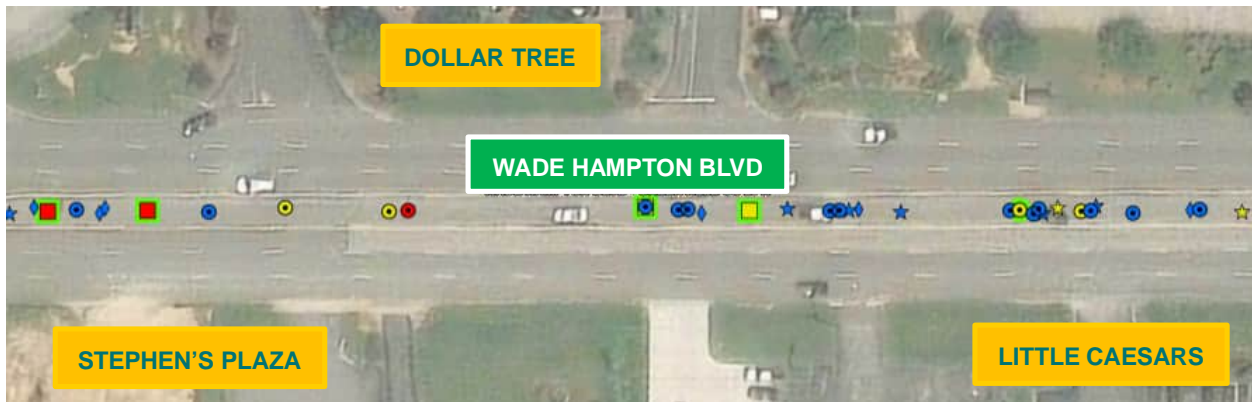 DOLLAR TREE
WADE HAMPTON BLVD
STEPHEN'S PLAZA
LITTLE CAESARS